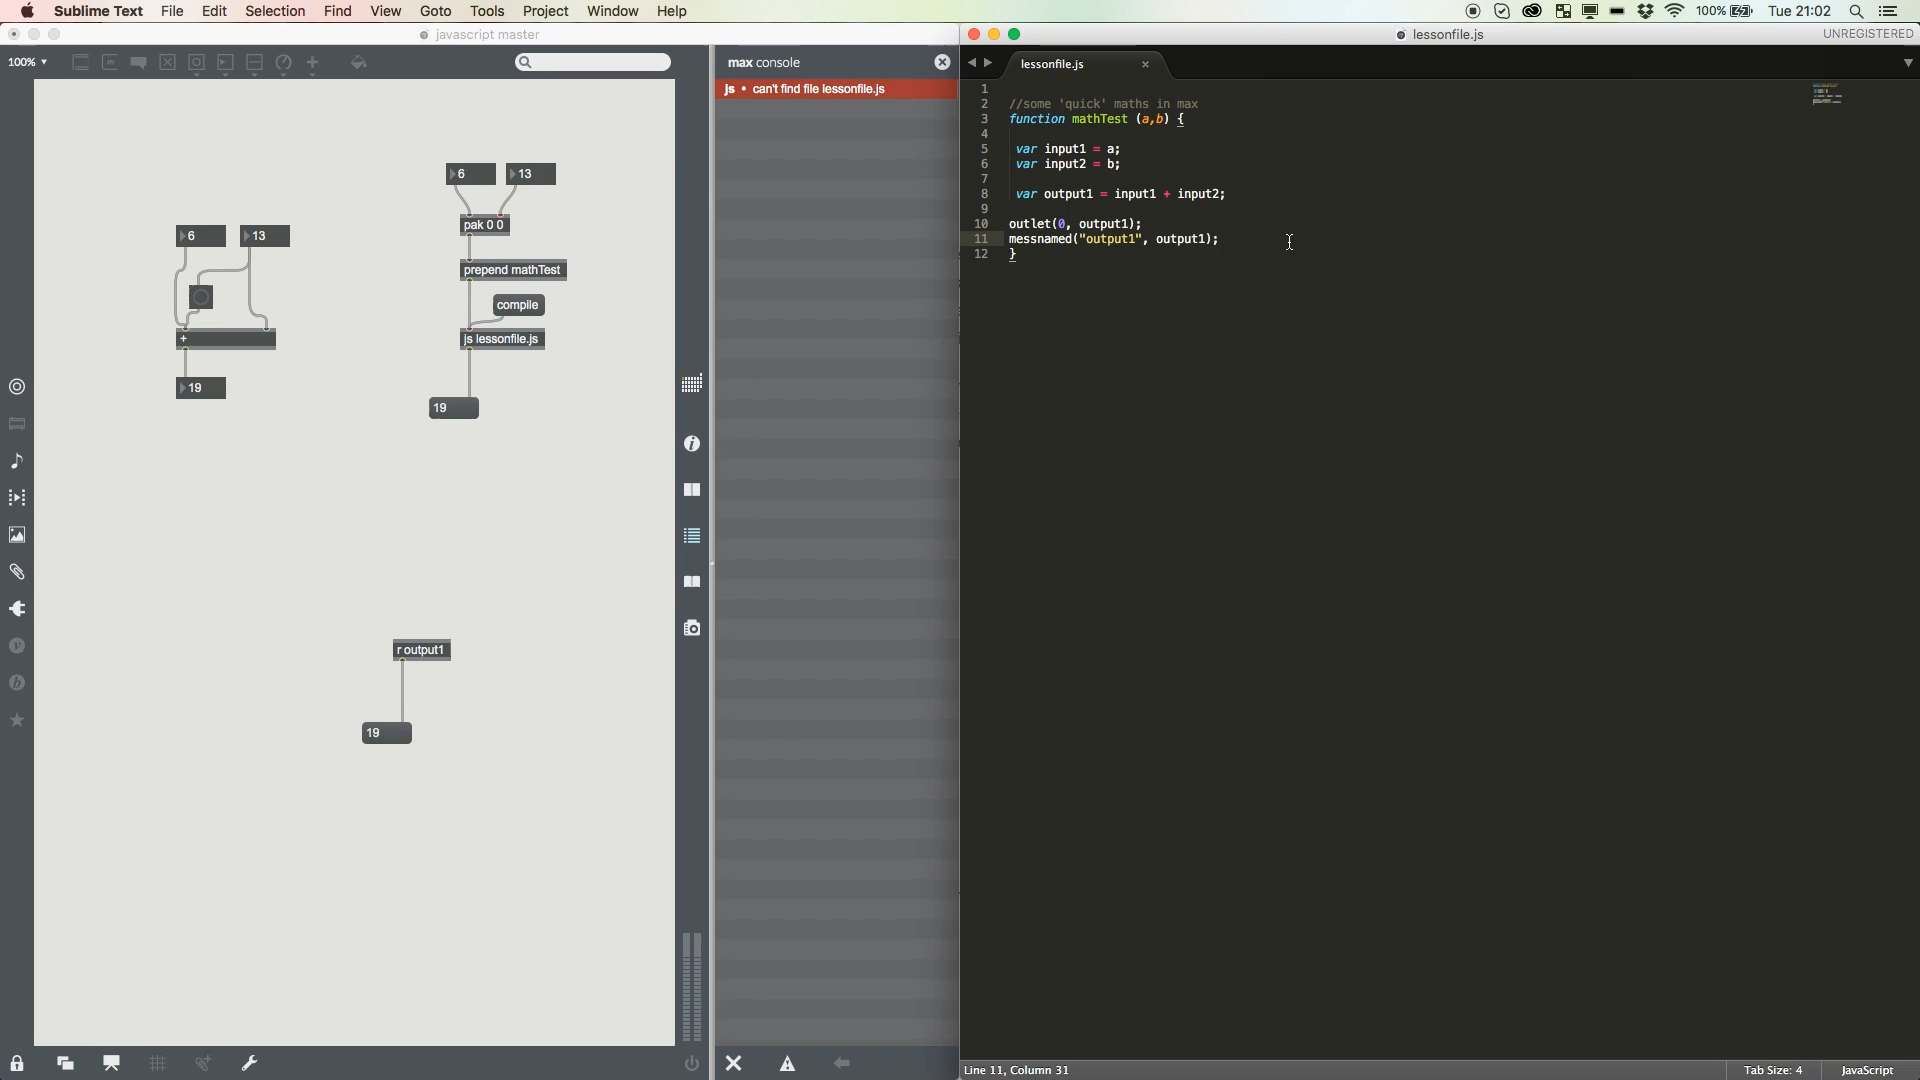 Sublime Text File Edit Selection Find View Goto Tools Project Window Help 100% Tue 21:02
javascript master
100%
max console
js • can't find file lessonfile.js
6 13
pak 0 0
6 13
prepend mathTest
compile
+
js lessonfile.js
19
19
r output1
19
lessonfile.js UNREGISTERED
lessonfile.js
1
2 //some 'quick' maths in max
3 function mathTest (a,b) {
4
5 var input1 = a;
6 var input2 = b;
7
8 var output1 = input1 + input2;
9
10 outlet(0, output1);
11 messnamed("output1", output1);
12 }
Line 11, Column 31 Tab Size: 4 JavaScript